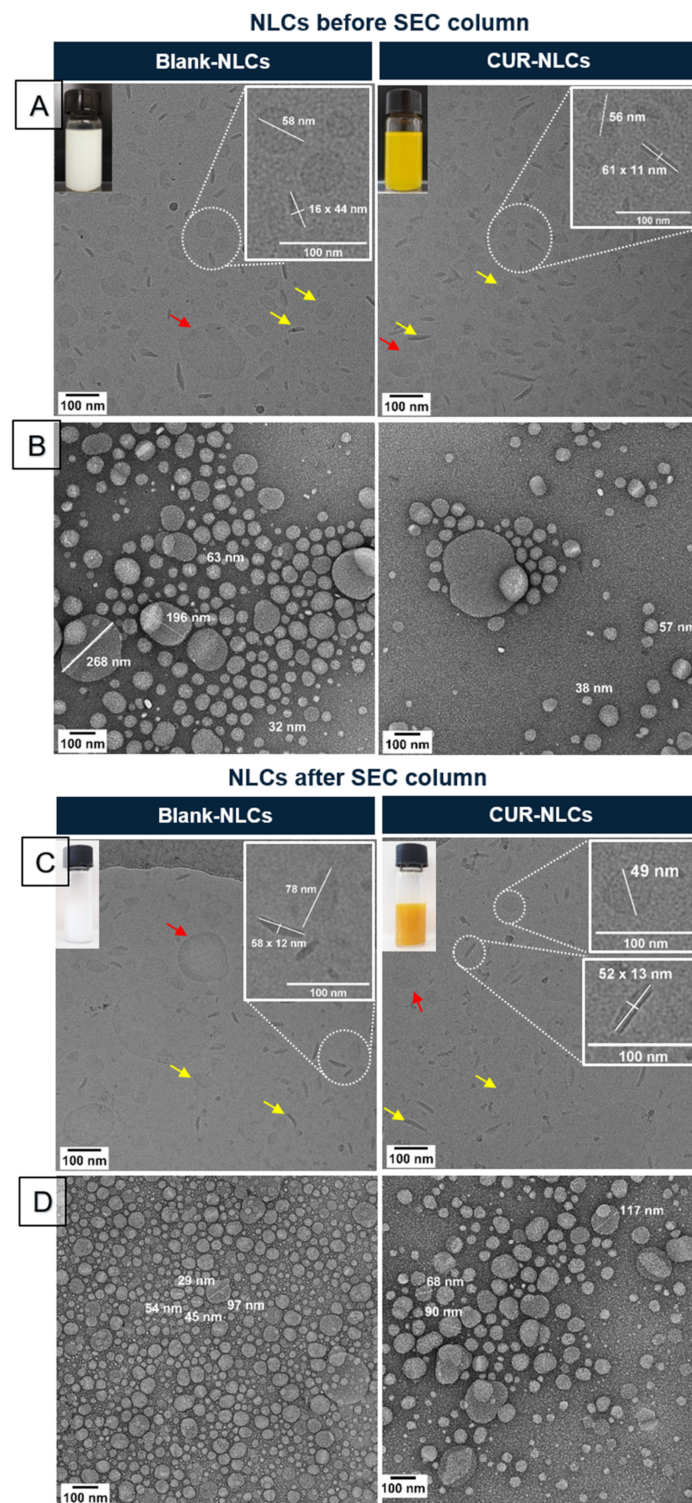 NLCs before SEC column
Blank-NLCs
CUR-NLCs
A
58 nm
16 x 44 nm
100 nm
100 nm
56 nm
61 x 11 nm
100 nm
100 nm
B
63 nm
196 nm
268 nm
32 nm
100 nm
57 nm
38 nm
100 nm
NLCs after SEC column
Blank-NLCs
CUR-NLCs
C
78 nm
58 x 12 nm
100 nm
100 nm
49 nm
100 nm
52 x 13 nm
100 nm
100 nm
D
29 nm
54 nm
97 nm
45 nm
100 nm
117 nm
68 nm
90 nm
100 nm